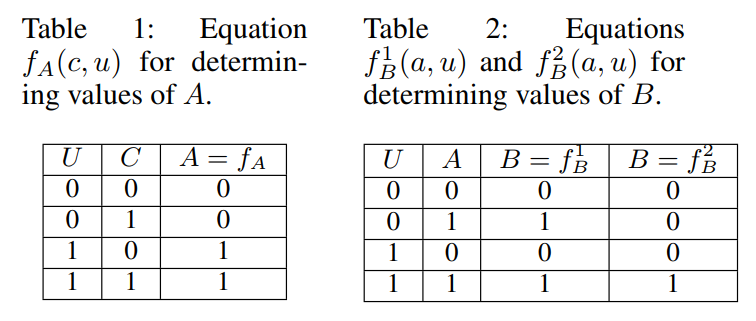 Table 1: Equation
f_A(c, u) for determin-
ing values of A.
U C A = f_A
0 0 0
0 1 0
1 0 1
1 1 1
Table 2: Equations
f_B^1(a, u) and f_B^2(a, u) for
determining values of B.
U A B = f_B^1 B = f_B^2
0 0 0 0
0 1 1 0
1 0 0 0
1 1 1 1